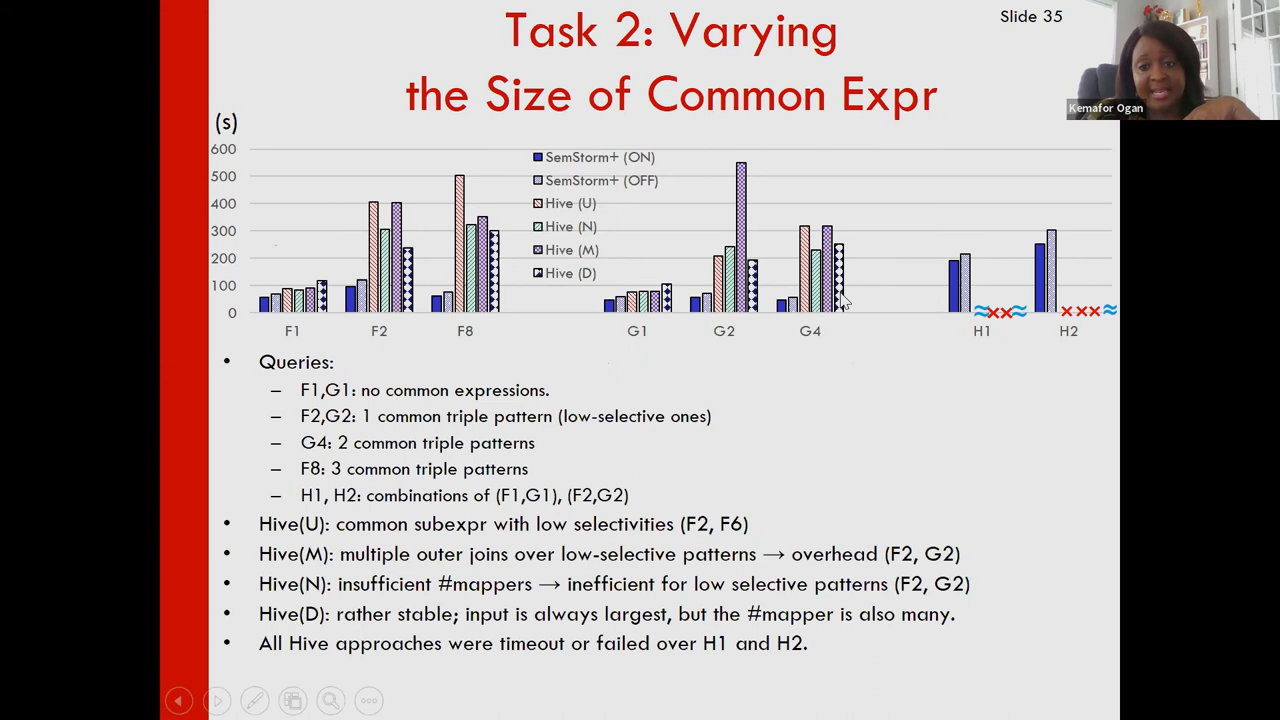 Slide 35
Task 2: Varying
the Size of Common Expr
Kemafor Ogan
(s)
600
500
400
300
200
100
0
SemStorm+ (ON)
SemStorm+ (OFF)
Hive (U)
Hive (N)
Hive (M)
Hive (D)
F1 F2 F8 G1 G2 G4 H1 H2
• Queries:
– F1,G1: no common expressions.
– F2,G2: 1 common triple pattern (low-selective ones)
– G4: 2 common triple patterns
– F8: 3 common triple patterns
– H1, H2: combinations of (F1,G1), (F2,G2)
• Hive(U): common subexpr with low selectivities (F2, F6)
• Hive(M): multiple outer joins over low-selective patterns → overhead (F2, G2)
• Hive(N): insufficient #mappers → inefficient for low selective patterns (F2, G2)
• Hive(D): rather stable; input is always largest, but the #mapper is also many.
• All Hive approaches were timeout or failed over H1 and H2.